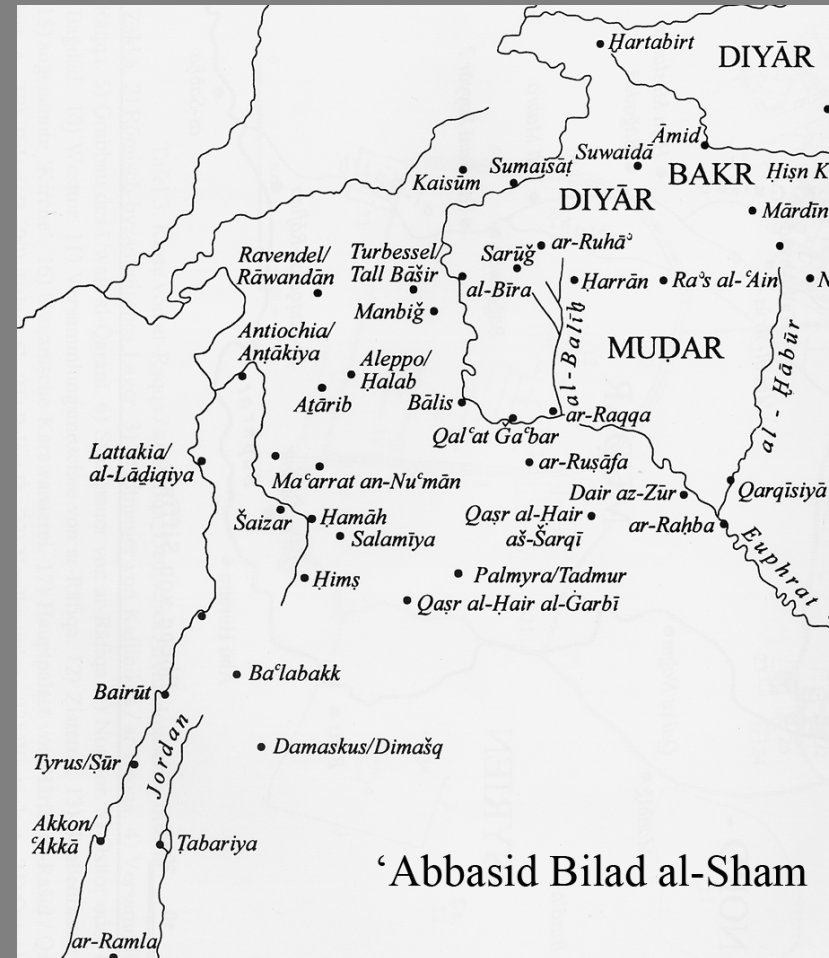 Ḫartabirt
DIYĀR
Āmid
Suwaidā
Sumaisāṭ
Kaisūm
BAKR
Ḥiṣn K
DIYĀR
Mārdīn
ar-Ruhāʾ
Sarūǧ
Ravendel/
Rāwandān
Turbessel/
Tall Bāšir
al-Bīra
Ḥarrān
Raʾs al-ʿAin
N
Manbiǧ
al-Balīḫ
MUḌAR
al-Ḫābūr
Antiochia/
Anṭākiya
Aleppo/
Ḥalab
Aṯārib
Bālis
ar-Raqqa
Qalʿat Ǧaʿbar
Lattakia/
al-Lāḏiqiya
Maʿarrat an-Nuʿmān
ar-Ruṣāfa
Dair az-Zūr
Qarqīsiyā
Šaizar
Ḥamāh
Qaṣr al-Ḥair
aš-Šarqī
ar-Raḥba
Salamīya
Euphrat
Ḥimṣ
Palmyra/Tadmur
Qaṣr al-Ḥair al-Ġarbī
Baʿlabakk
Bairūt
Jordan
Damaskus/Dimašq
Tyrus/Ṣūr
Akkon/
ʿAkkā
Ṭabariya
ʻAbbasid Bilad al-Sham
ar-Ramla